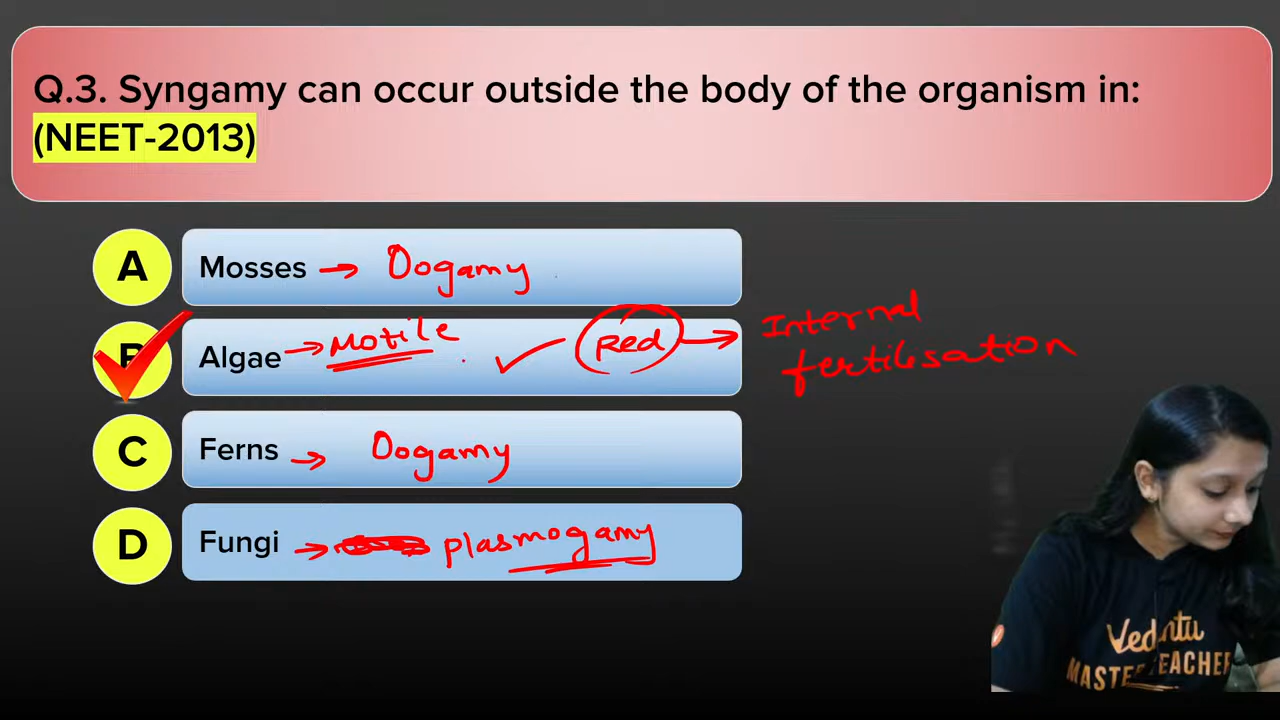 Q.3. Syngamy can occur outside the body of the organism in:
(NEET-2013)
A Mosses → Oogamy
Algae → Motile ✓ Red → Internal
fertilisation
C Ferns → Oogamy
D Fungi → plasmogamy
Vedantu
MASTER TEACHER